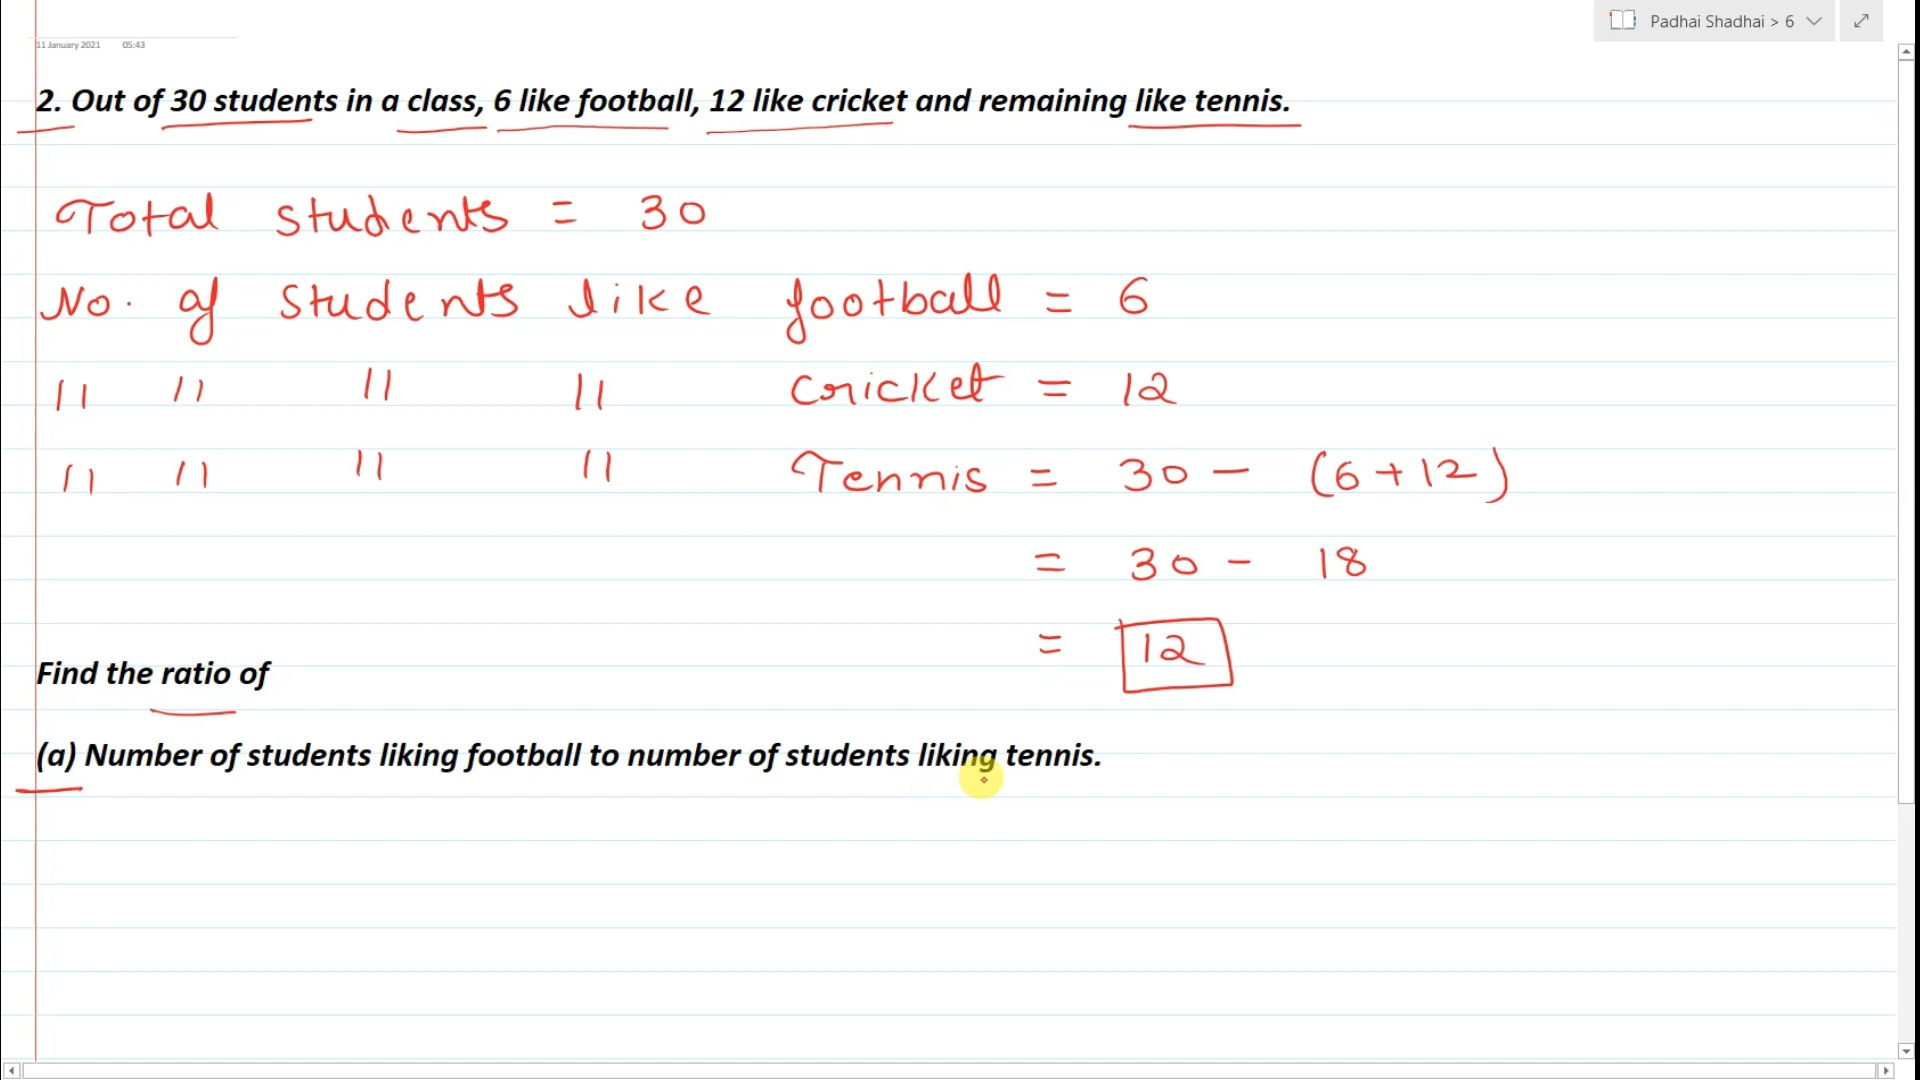 Padhai Shadhai > 6
11 January 2021 05:43
2. Out of 30 students in a class, 6 like football, 12 like cricket and remaining like tennis.
Total students = 30
No. of students like football = 6
" " " " Cricket = 12
" " " " Tennis = 30 - (6+12)
= 30 - 18
= 12
Find the ratio of
(a) Number of students liking football to number of students liking tennis.